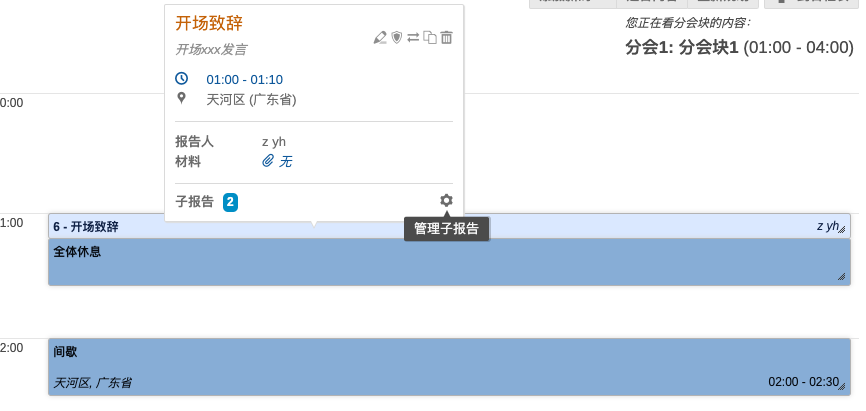 开场致辞
开场xxx发言
01:00 - 01:10
天河区 (广东省)
报告人 z yh
材料 无
子报告 2
管理子报告
您正在看分会块的内容：
分会1: 分会块1 (01:00 - 04:00)
0:00
1:00
6 - 开场致辞 z yh
全体休息
2:00
间歇
天河区, 广东省 02:00 - 02:30